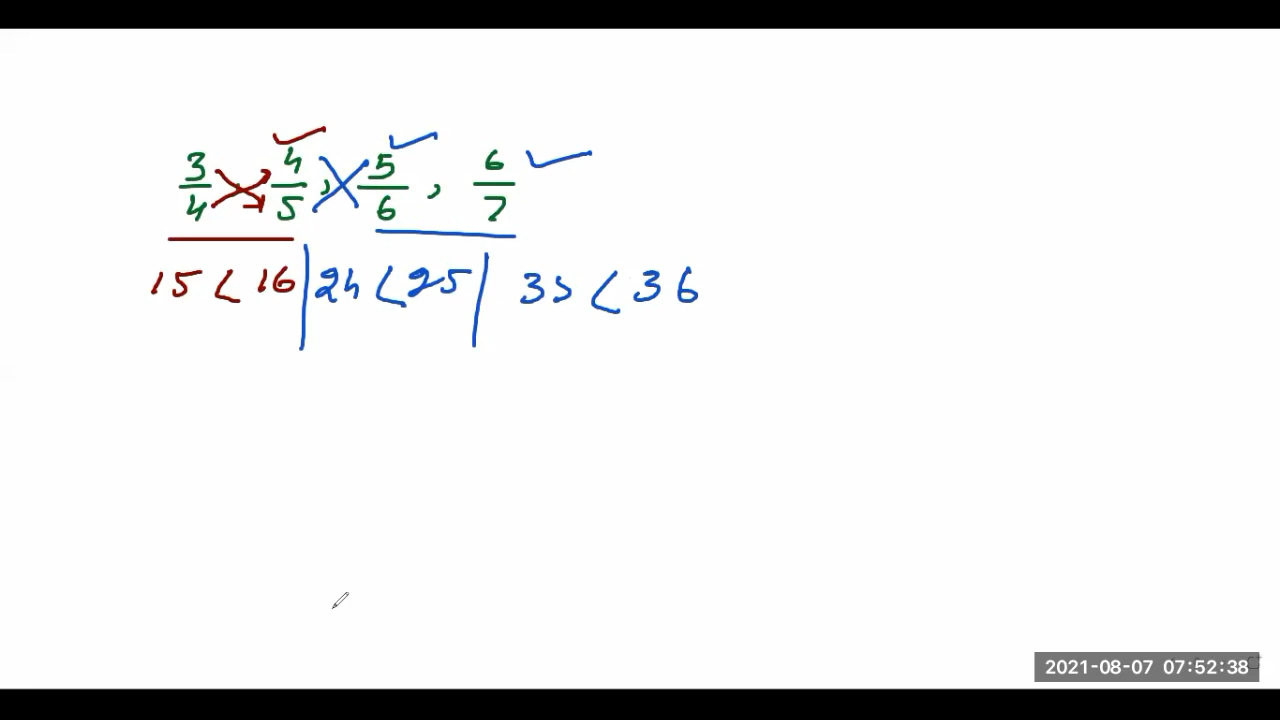 3/4 , 4/5 , 5/6 , 6/7
15 < 16 | 24 < 25 | 35 < 36
2021-08-07 07:52:38